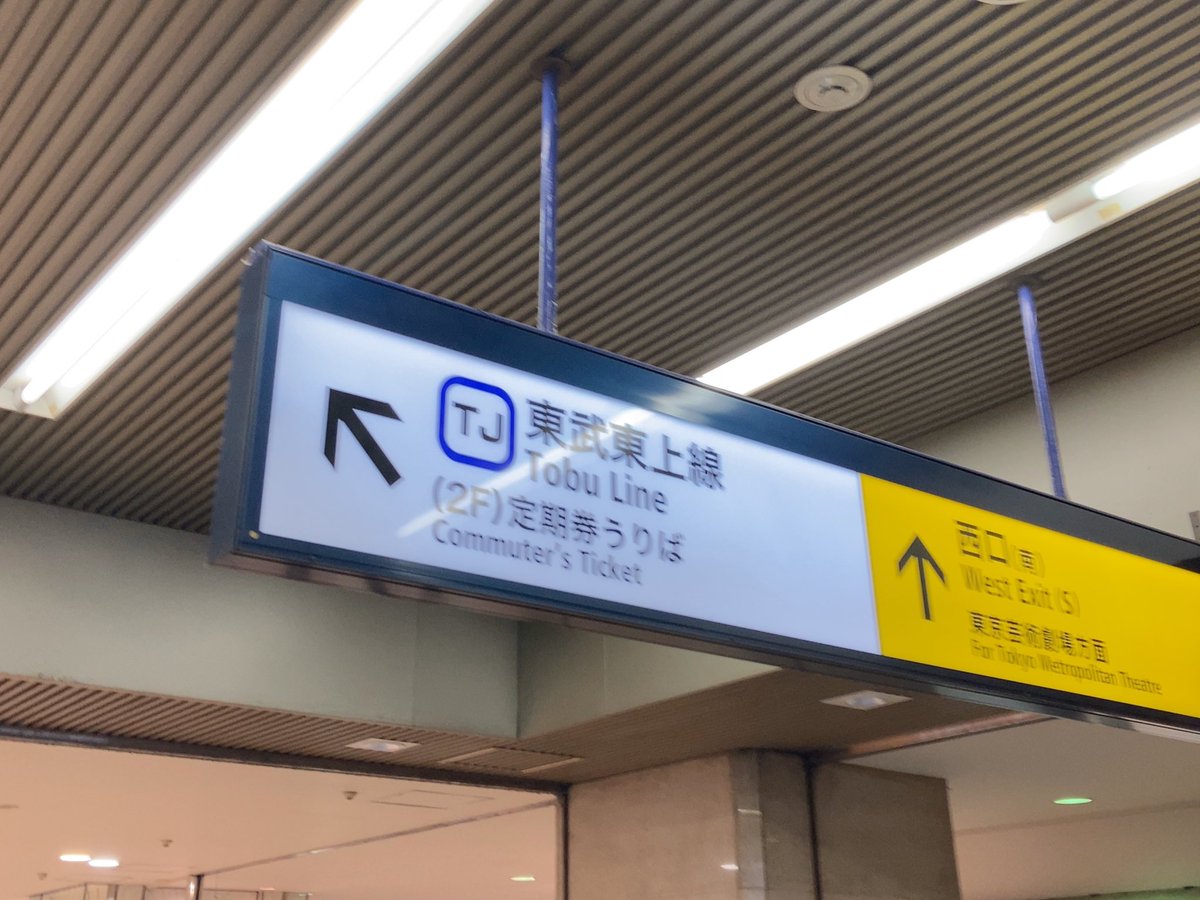 TJ 東武東上線
Tobu Line
(2F)定期券うりば
Commuter's Ticket
西口(南)
West Exit (S)
東京芸術劇場方面
For Tokyo Metropolitan Theatre